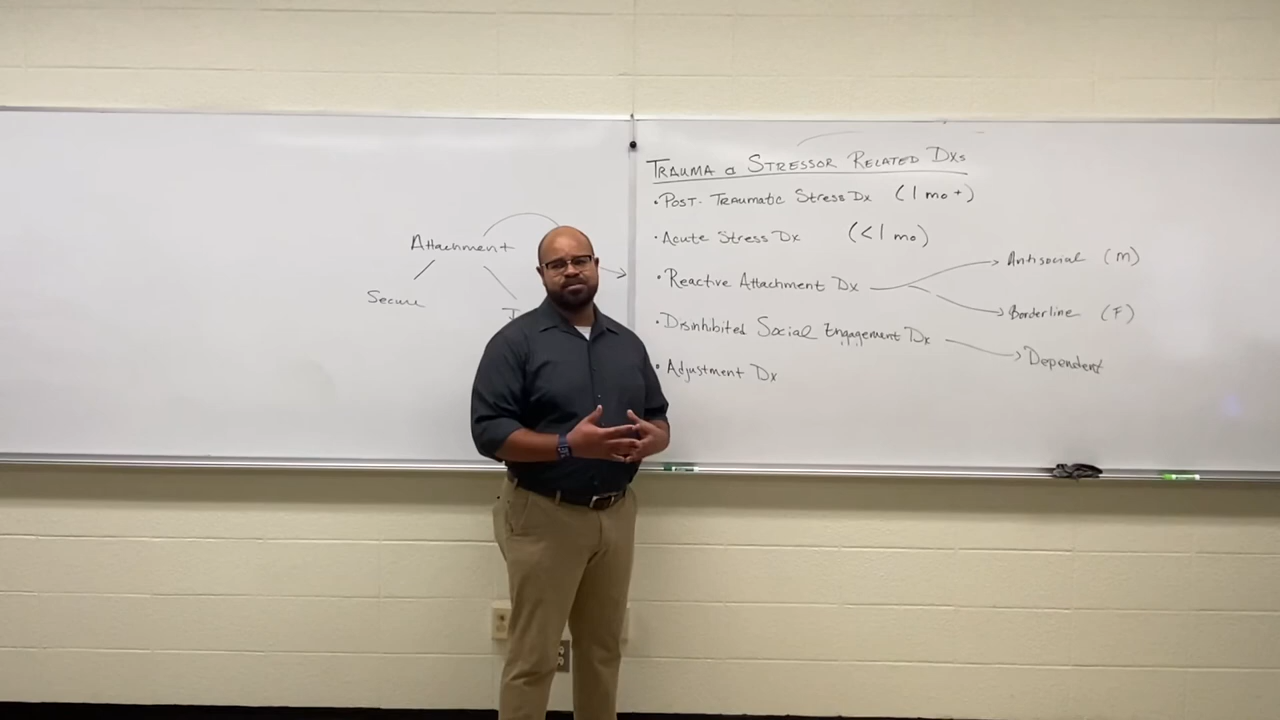 Attachment
Secure
TRAUMA & STRESSOR RELATED DXs
• POST-TRAUMATIC STRESS DX (1 mo+)
• Acute Stress Dx (<1 mo)
• Reactive Attachment Dx
Antisocial (M)
Borderline (F)
• Disinhibited Social Engagement Dx
Dependent
• Adjustment Dx